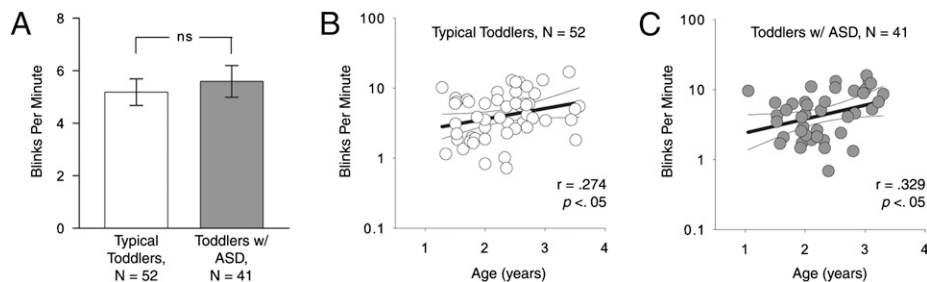 A
Blinks Per Minute
8
6
4
2
0
ns
Typical
Toddlers,
N = 52
Toddlers w/
ASD,
N = 41
B
Blinks Per Minute
100
10
1
0.1
Typical Toddlers, N = 52
r = .274
p <. 05
1 2 3 4
Age (years)
C
Blinks Per Minute
100
10
1
0.1
Toddlers w/ ASD, N = 41
r = .329
p <. 05
1 2 3 4
Age (years)